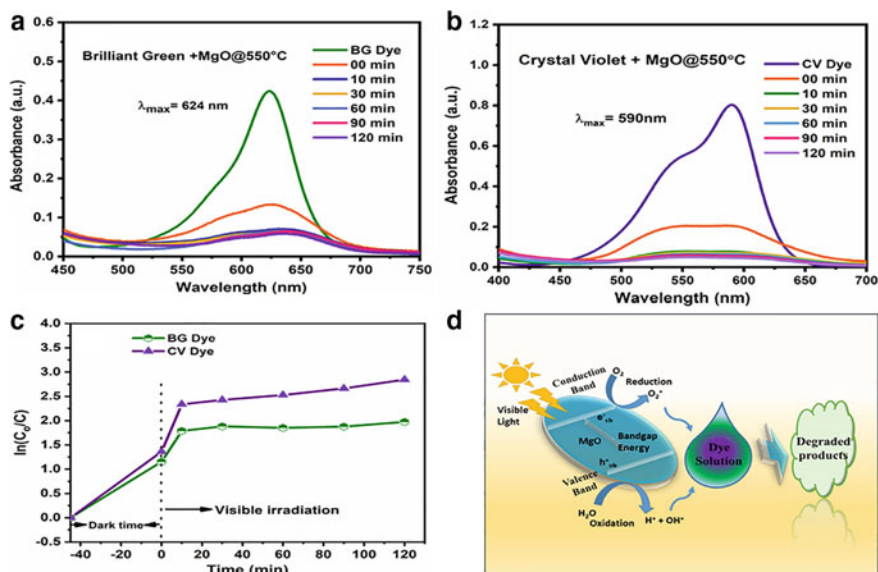 a
Brilliant Green +MgO@550°C
λmax= 624 nm
BG Dye
00 min
10 min
30 min
60 min
90 min
120 min
Absorbance (a.u.)
0.6
0.5
0.4
0.3
0.2
0.1
0.0
450 500 550 600 650 700 750
Wavelength (nm)
b
Crystal Violet + MgO@550°C
λmax= 590nm
CV Dye
00 min
10 min
30 min
60 min
90 min
120 min
Absorbance (a.u.)
1.2
1.0
0.8
0.6
0.4
0.2
0.0
400 450 500 550 600 650 700
Wavelength (nm)
c
BG Dye
CV Dye
ln(C₀/C)
4.0
3.5
3.0
2.5
2.0
1.5
1.0
0.5
0.0
Dark time
Visible irradiation
-40 -20 0 20 40 60 80 100 120
Time (min)
d
Visible
Light
Conduction
Band
O₂
Reduction
O₂•
MgO
Bandgap
Energy
Valence
Band
H₂O
Oxidation
H• + OH•
Dye
Solution
Degraded
products